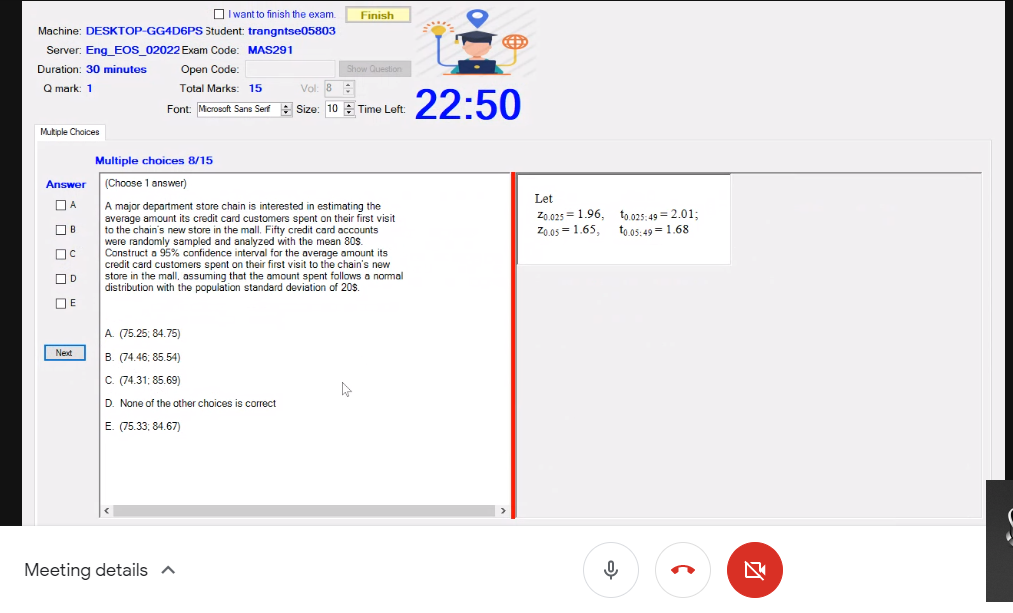 I want to finish the exam. Finish
Machine: DESKTOP-GG4D6PS Student: trangntse05803
Server: Eng_EOS_02022 Exam Code: MAS291
Duration: 30 minutes Open Code: Show Question
Q mark: 1 Total Marks: 15 Vol: 8
Font: Microsoft Sans Serif Size: 10 Time Left: 22:50
Multiple Choices
Multiple choices 8/15
Answer
A
B
C
D
E
Next
(Choose 1 answer)
A major department store chain is interested in estimating the
average amount its credit card customers spent on their first visit
to the chain's new store in the mall. Fifty credit card accounts
were randomly sampled and analyzed with the mean 80$.
Construct a 95% confidence interval for the average amount its
credit card customers spent on their first visit to the chain's new
store in the mall, assuming that the amount spent follows a normal
distribution with the population standard deviation of 20$.
A. (75.25; 84.75)
B. (74.46; 85.54)
C. (74.31; 85.69)
D. None of the other choices is correct
E. (75.33; 84.67)
Let
z0.025 = 1.96, t0.025; 49 = 2.01;
z0.05 = 1.65, t0.05; 49 = 1.68
Meeting details